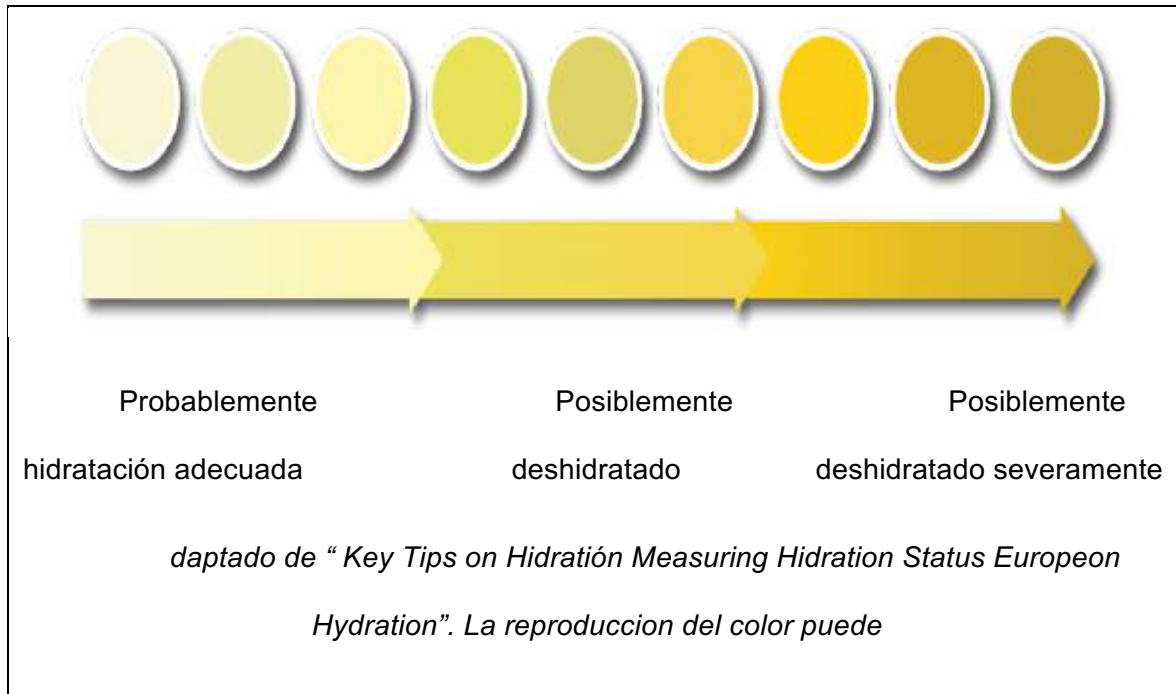 Probablemente Posiblemente Posiblemente
hidratación adecuada deshidratado deshidratado severamente
daptado de “ Key Tips on Hidratión Measuring Hidration Status Europeon
Hydration”. La reproduccion del color puede